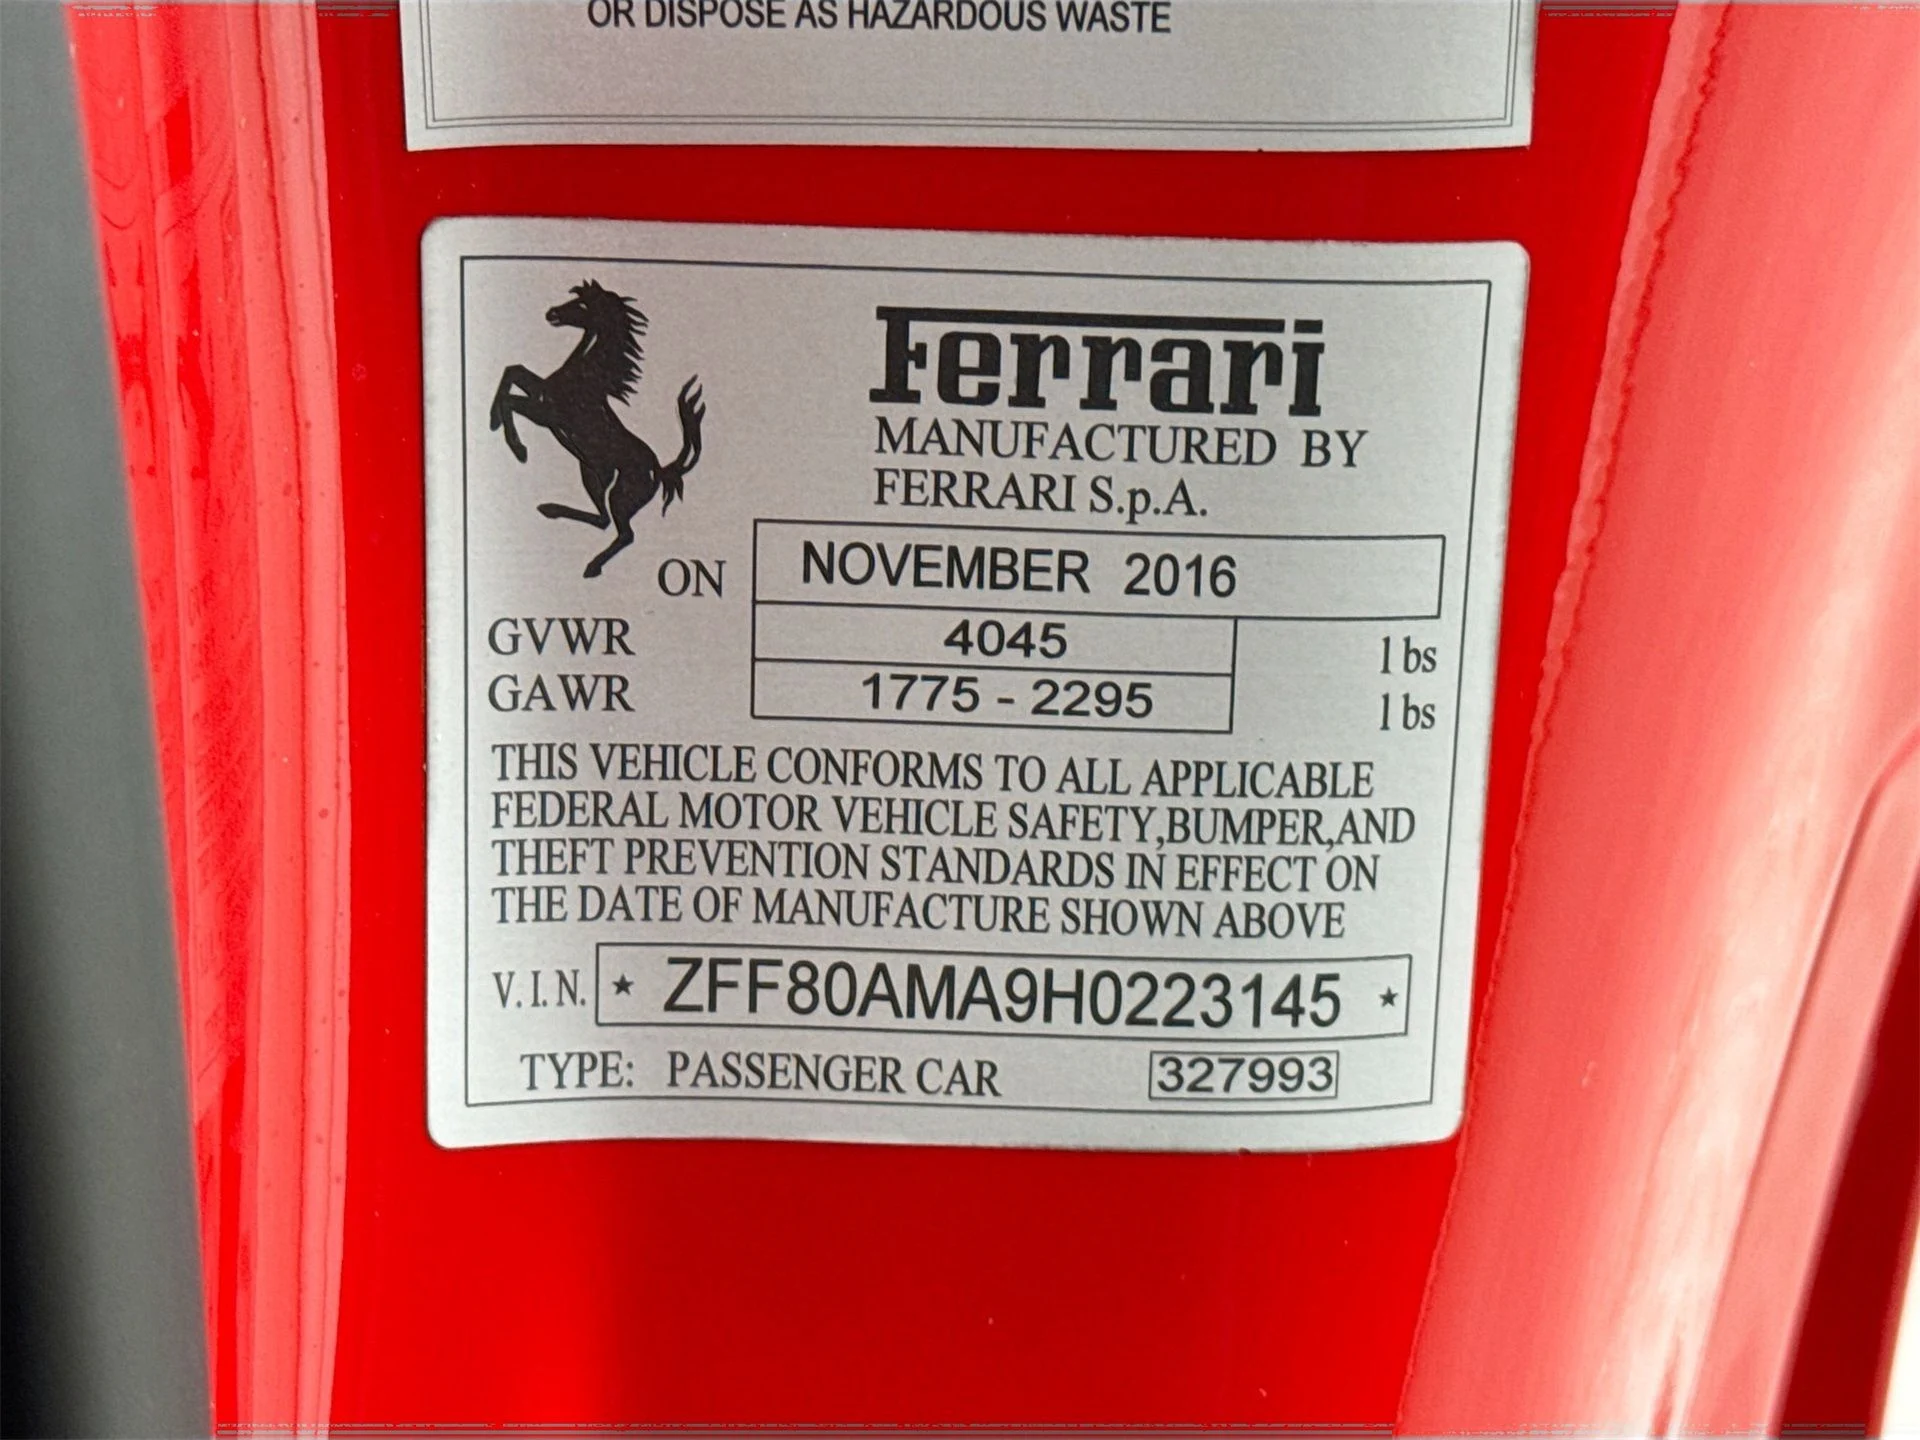 OR DISPOSE AS HAZARDOUS WASTE
Ferrari
MANUFACTURED BY
FERRARI S.p.A.
ON NOVEMBER 2016
GVWR 4045 lbs
GAWR 1775 - 2295 lbs
THIS VEHICLE CONFORMS TO ALL APPLICABLE
FEDERAL MOTOR VEHICLE SAFETY,BUMPER,AND
THEFT PREVENTION STANDARDS IN EFFECT ON
THE DATE OF MANUFACTURE SHOWN ABOVE
V.I.N. ★ ZFF80AMA9H0223145 ★
TYPE: PASSENGER CAR 327993